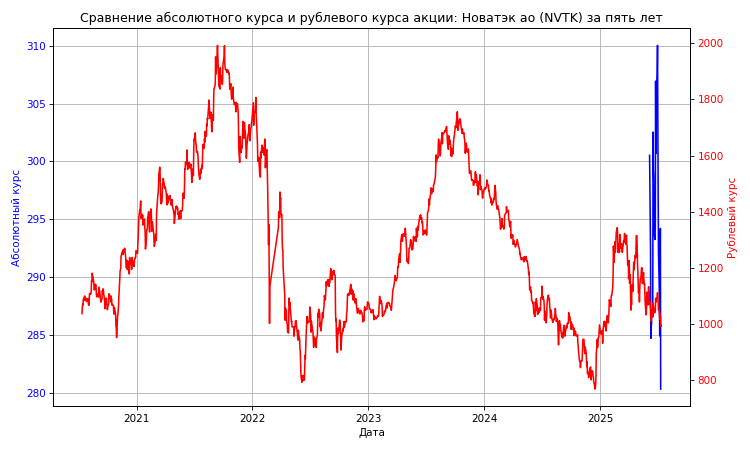 Сравнение абсолютного курса и рублевого курса акции: Новатэк ао (NVTK) за пять лет
310
305
300
295
290
285
280
Абсолютный курс
2000
1800
1600
1400
1200
1000
800
Рублевый курс
2021 2022 2023 2024 2025
Дата